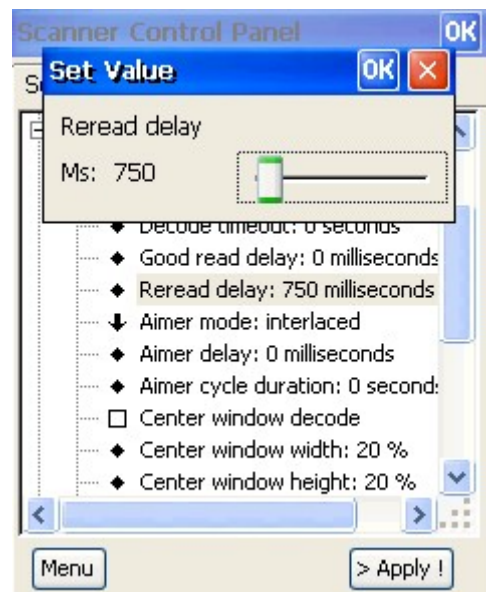 Scanner Control Panel OK
Set Value OK
Reread delay
Ms: 750
Decode timeout: 0 seconds
Good read delay: 0 milliseconds
Reread delay: 750 milliseconds
Aimer mode: interlaced
Aimer delay: 0 milliseconds
Aimer cycle duration: 0 second
Center window decode
Center window width: 20 %
Center window height: 20 %
Menu > Apply !